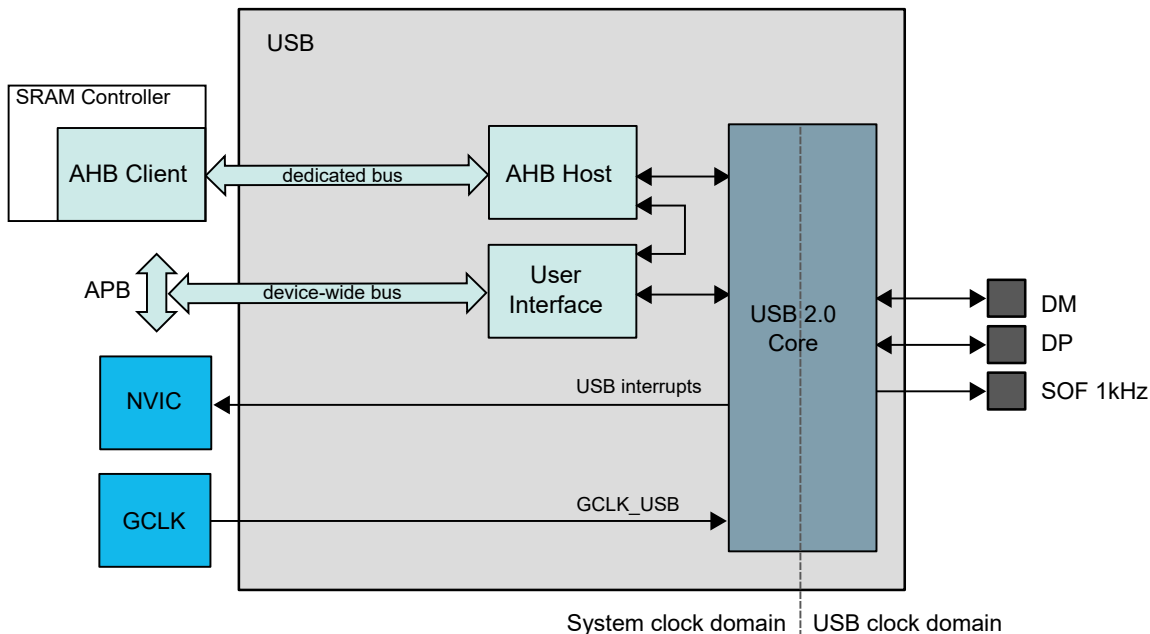 USB
SRAM Controller
AHB Client
dedicated bus
AHB Host
APB
device-wide bus
User
Interface
USB 2.0
Core
DM
DP
SOF 1kHz
NVIC
USB interrupts
GCLK
GCLK_USB
System clock domain
USB clock domain